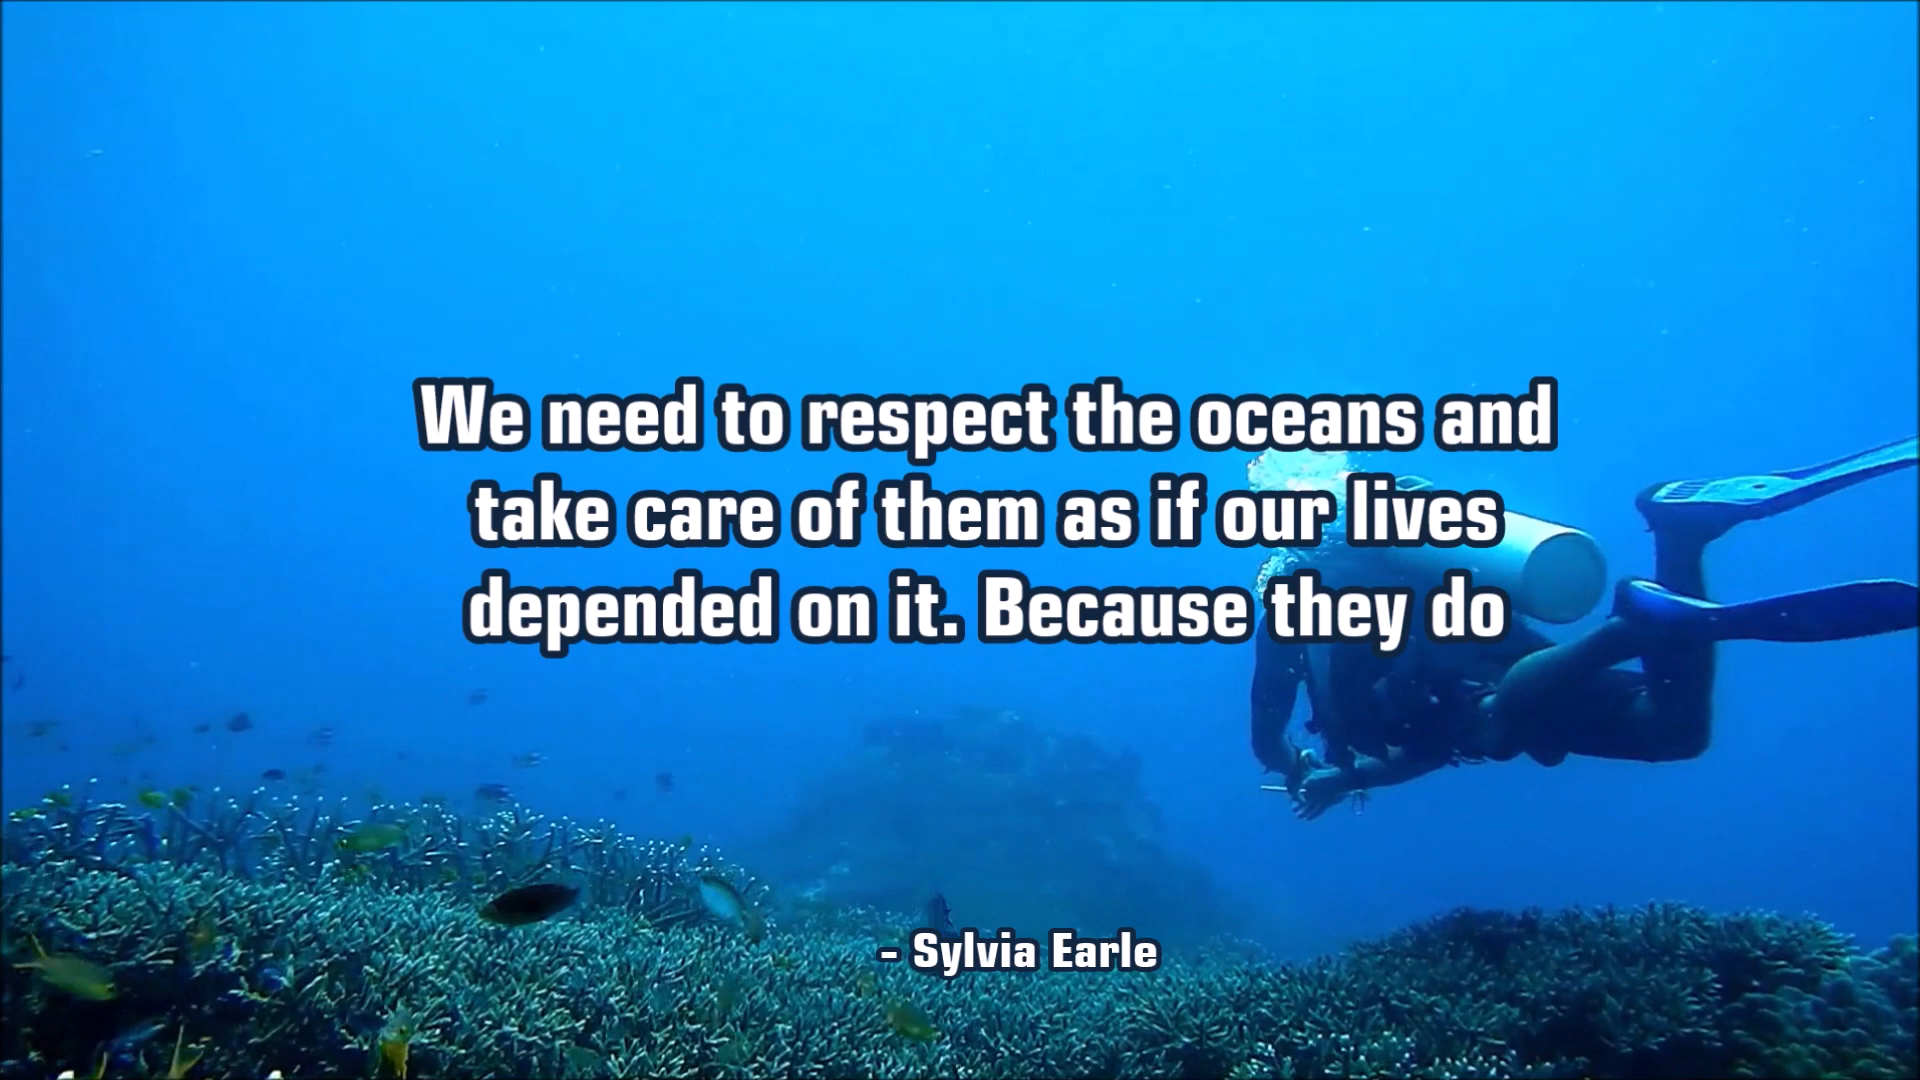 We need to respect the oceans and
take care of them as if our lives
depended on it. Because they do
- Sylvia Earle